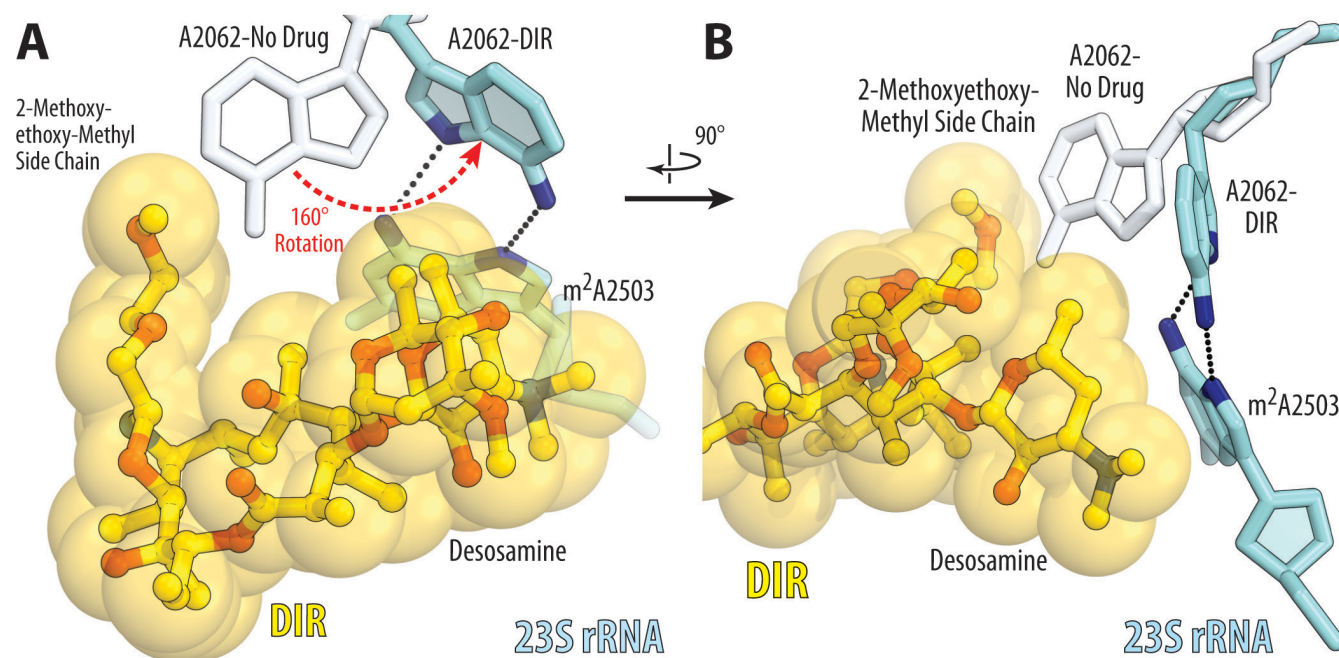 A
A2062-No Drug
A2062-DIR
2-Methoxy-
ethoxy-Methyl
Side Chain
160°
Rotation
m²A2503
Desosamine
DIR
23S rRNA
90°
B
A2062-
No Drug
2-Methoxyethoxy-
Methyl Side Chain
A2062-
DIR
m²A2503
Desosamine
DIR
23S rRNA